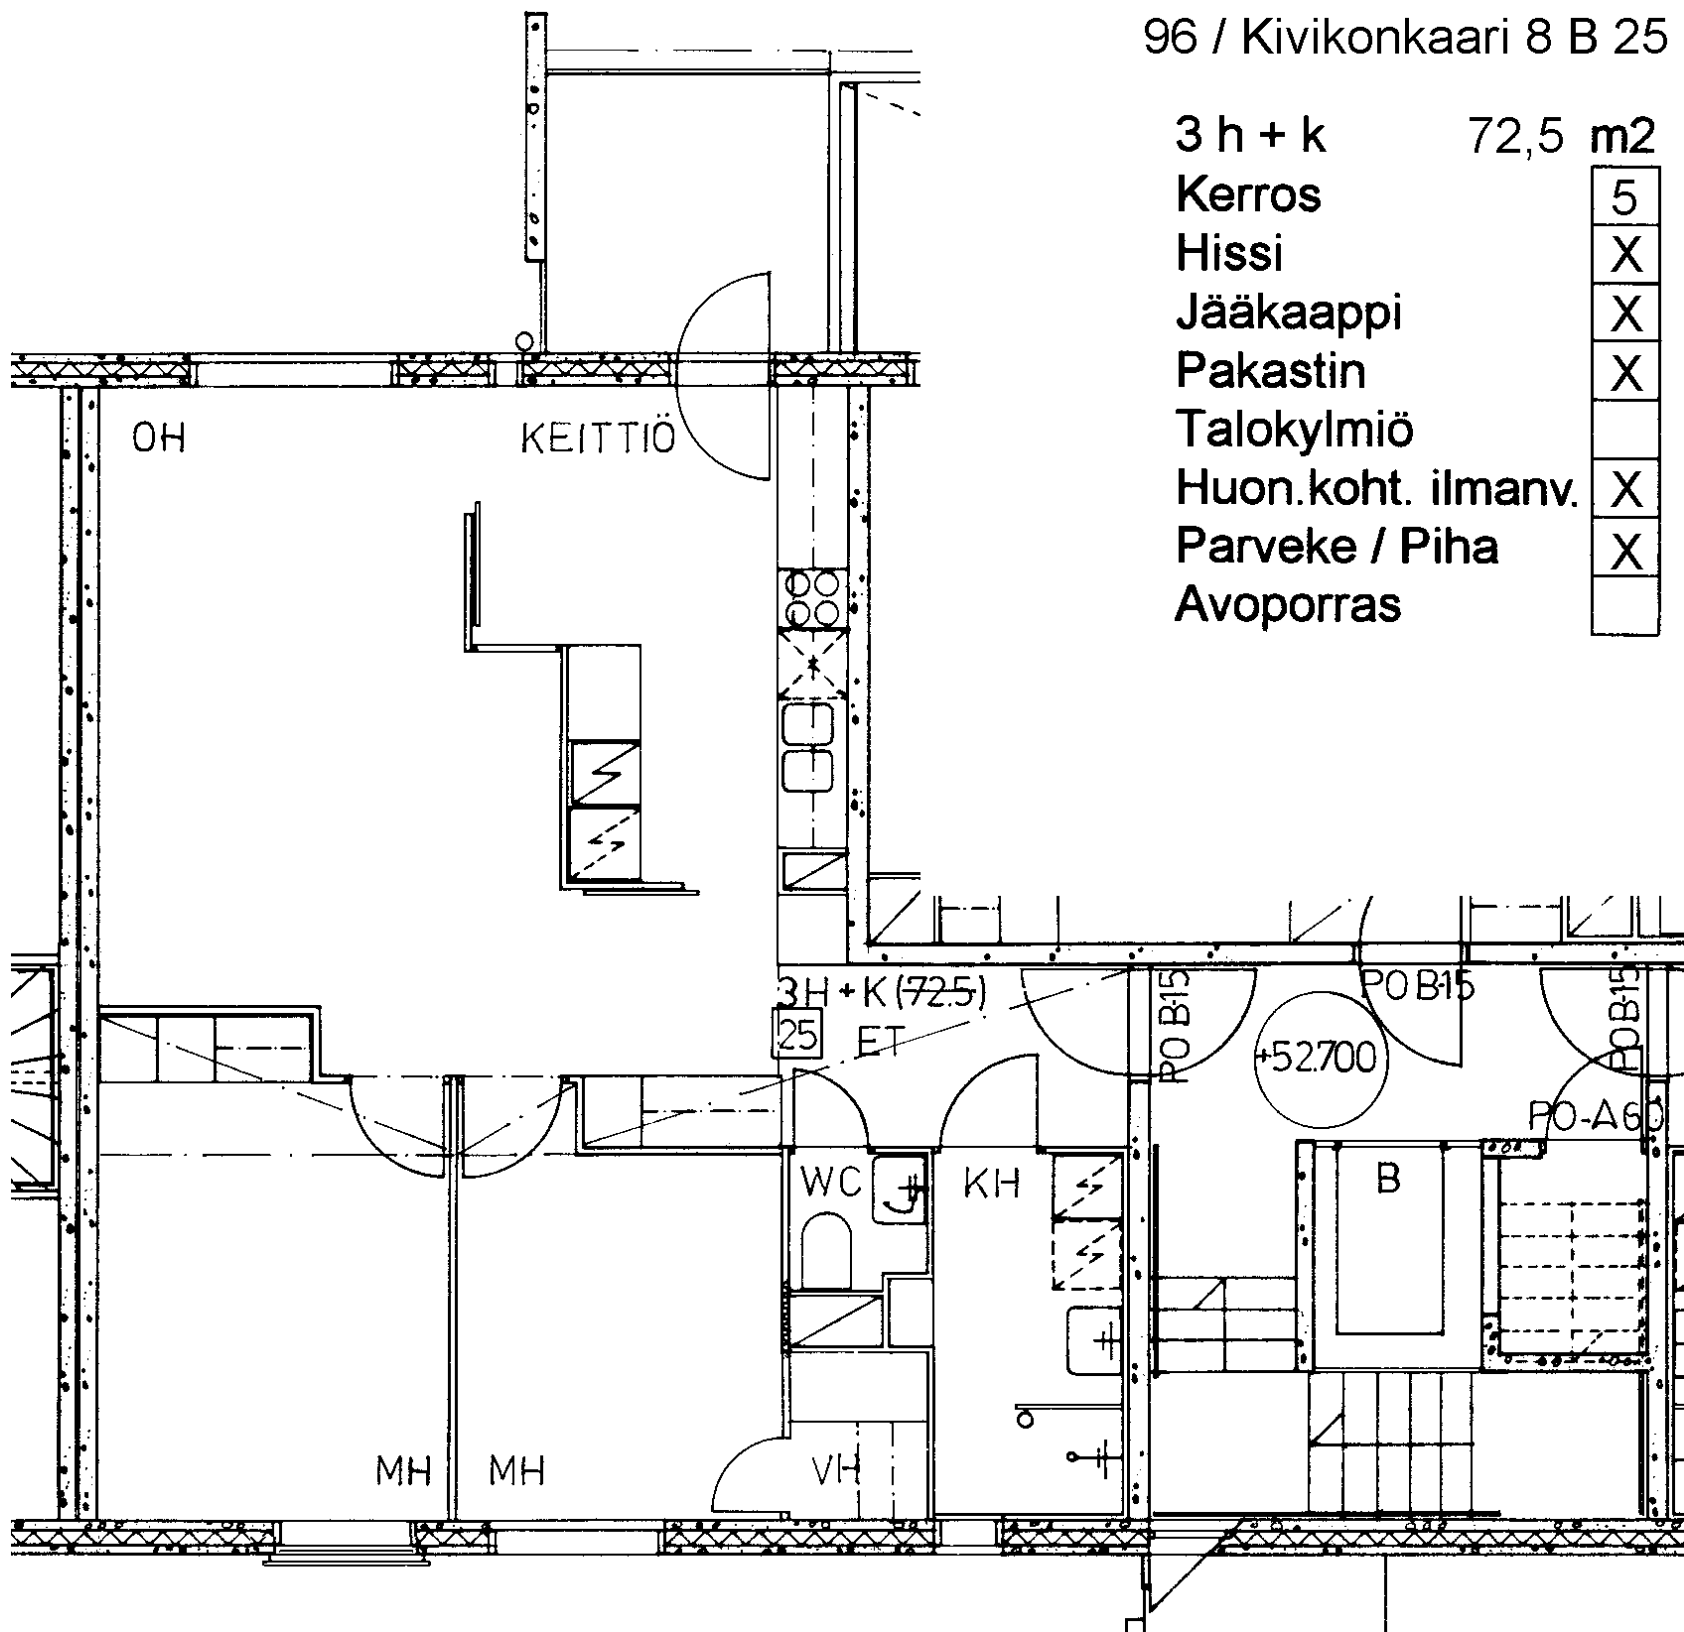 96 / Kivikonkaari 8 B 25
3 h + k 72,5 m2
Kerros 5
Hissi X
Jääkaappi X
Pakastin X
Talokylmiö
Huon.koht. ilmanv. X
Parveke / Piha X
Avoporras
OH
KEITTIÖ
3H + K (72.5)
25
ET
PO B15
PO B15
PO B15
+52.700
PO-A60
WC
KH
B
MH
MH
VH